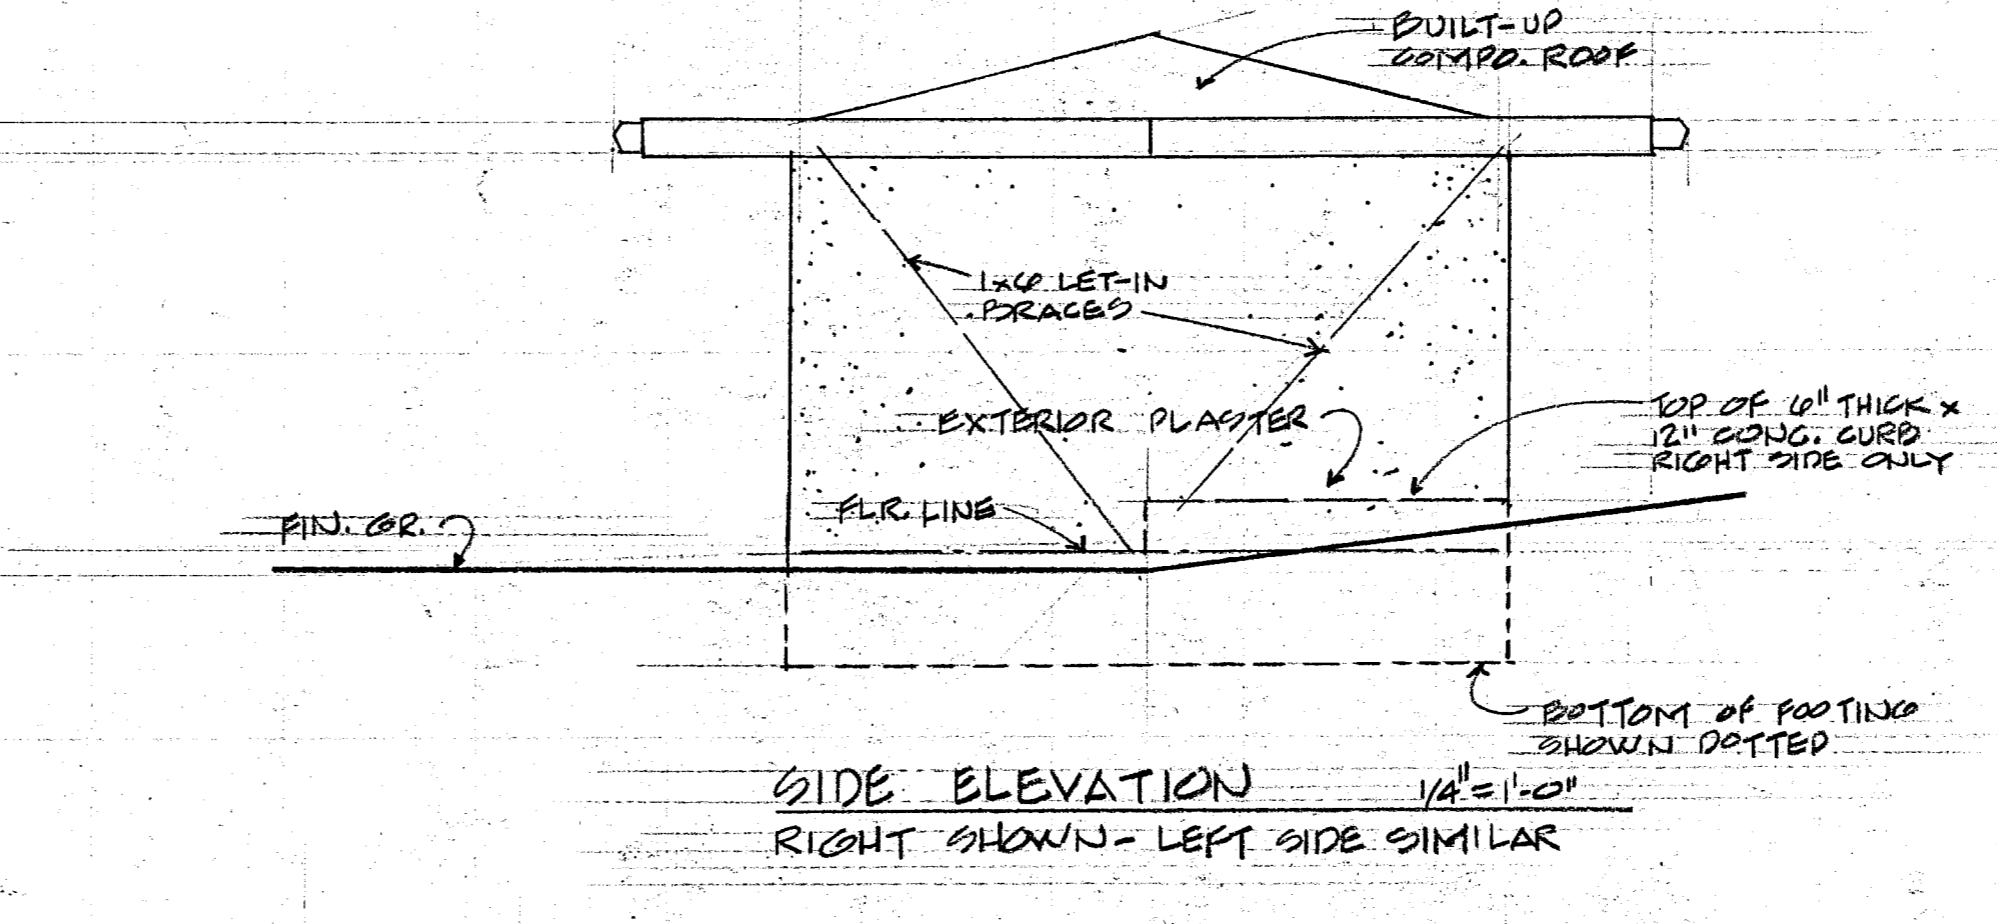 BUILT-UP
COMPO. ROOF
1x6 LET-IN
BRACES
EXTERIOR PLASTER
TOP OF 6" THICK x
12" CONC. CURB
RIGHT SIDE ONLY
FLR. LINE
FIN. GR.
BOTTOM OF FOOTING
SHOWN DOTTED
SIDE ELEVATION 1/4"=1'-0"
RIGHT SHOWN - LEFT SIDE SIMILAR